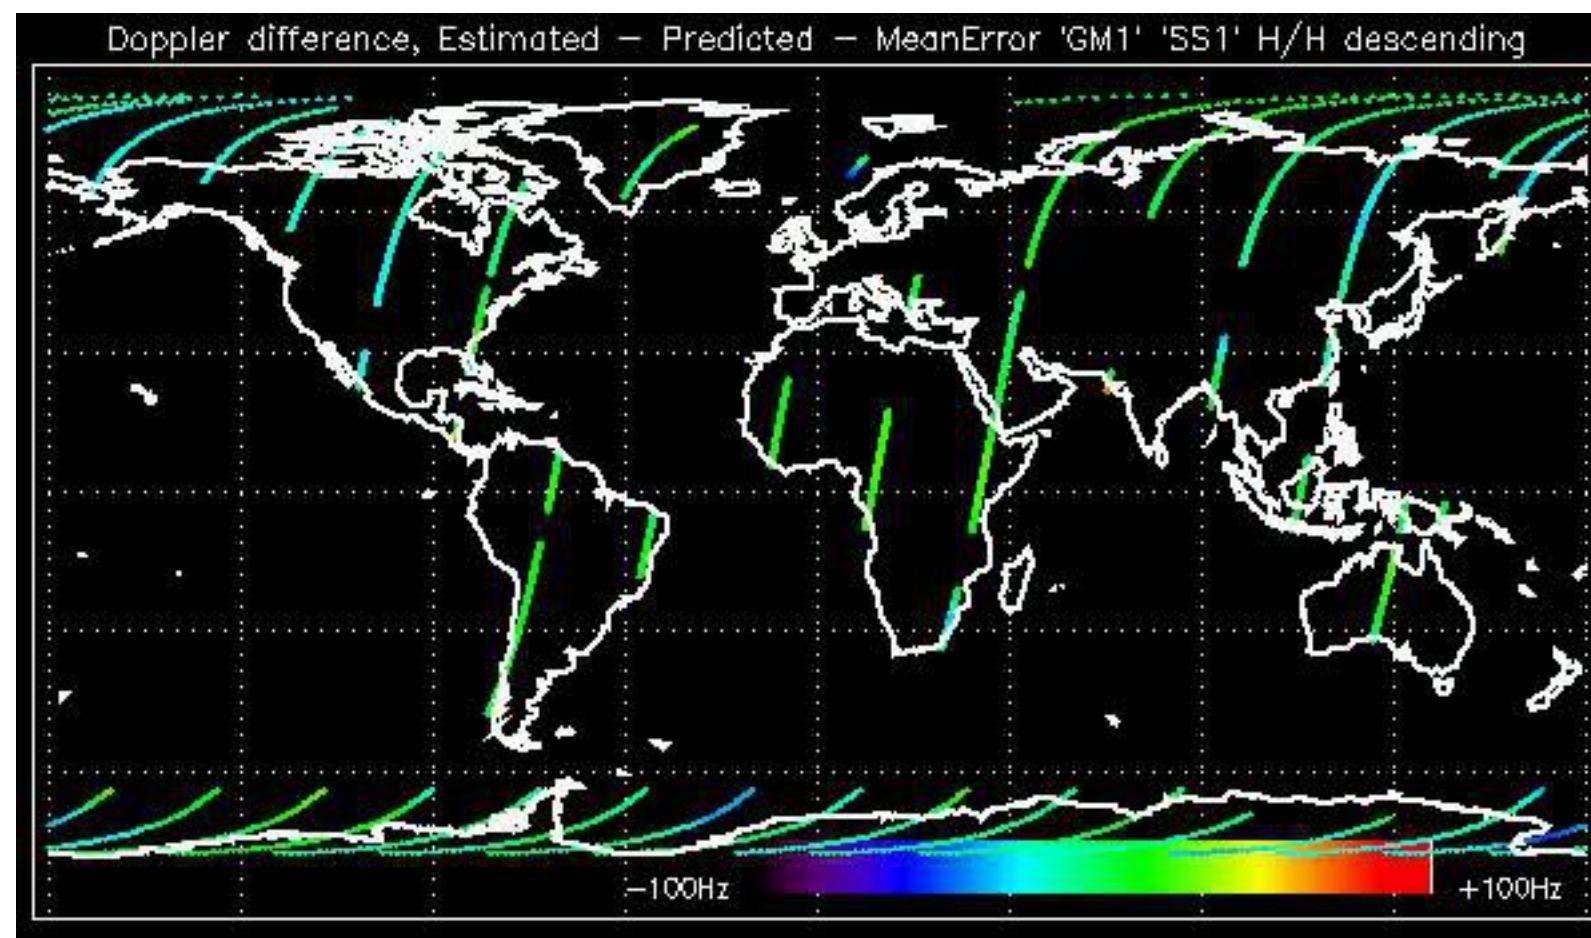 Doppler difference, Estimated – Predicted – MeanError 'GM1' 'SS1' H/H descending
–100Hz +100Hz